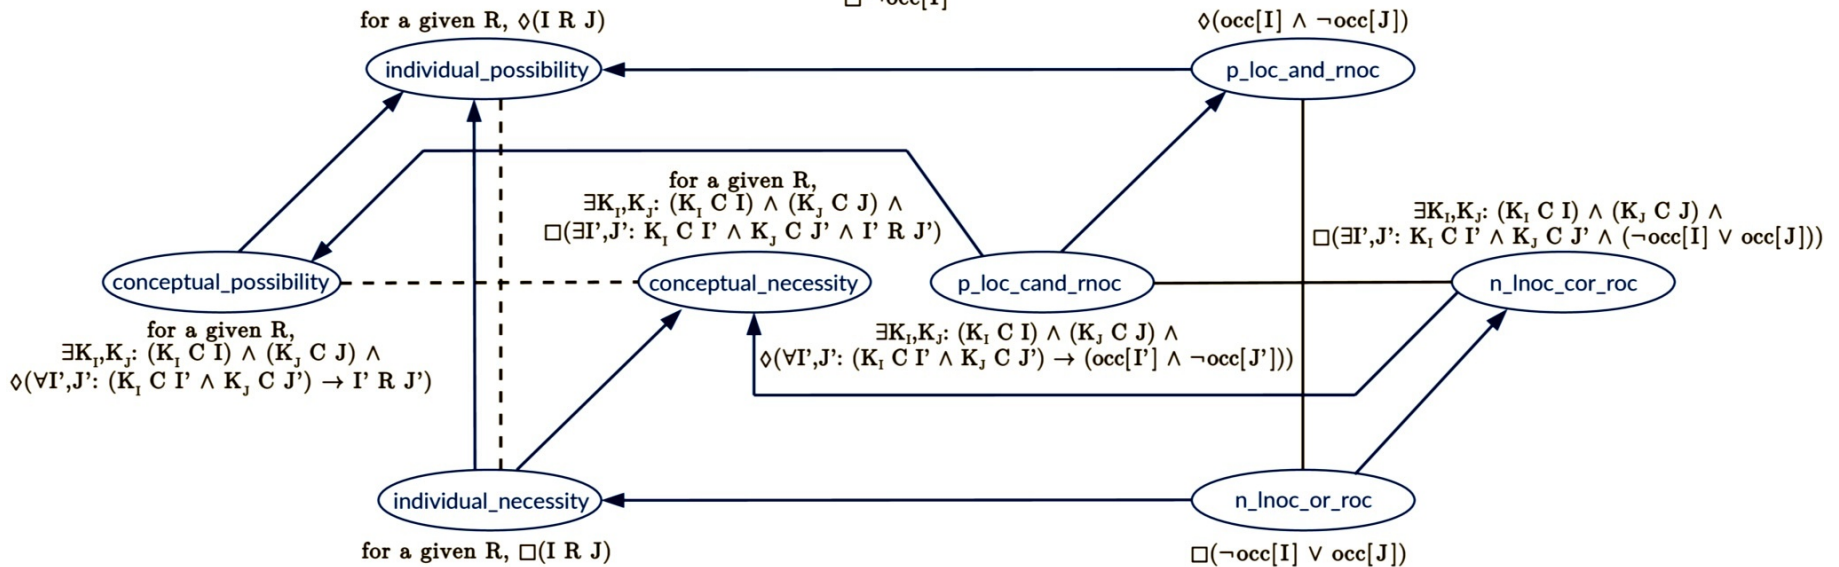 □ ¬occ[I]
for a given R, ◊(I R J)
◊(occ[I] ∧ ¬occ[J])
individual_possibility
p_loc_and_rnoc
for a given R,
∃K_I,K_J: (K_I C I) ∧ (K_J C J) ∧
□(∃I',J': K_I C I' ∧ K_J C J' ∧ I' R J')
∃K_I,K_J: (K_I C I) ∧ (K_J C J) ∧
□(∃I',J': K_I C I' ∧ K_J C J' ∧ (¬occ[I] ∨ occ[J]))
conceptual_possibility
conceptual_necessity
p_loc_cand_rnoc
n_lnoc_cor_roc
for a given R,
∃K_I,K_J: (K_I C I) ∧ (K_J C J) ∧
◊(∀I',J': (K_I C I' ∧ K_J C J') → I' R J')
∃K_I,K_J: (K_I C I) ∧ (K_J C J) ∧
◊(∀I',J': (K_I C I' ∧ K_J C J') → (occ[I'] ∧ ¬occ[J']))
individual_necessity
n_lnoc_or_roc
for a given R, □(I R J)
□(¬occ[I] ∨ occ[J])